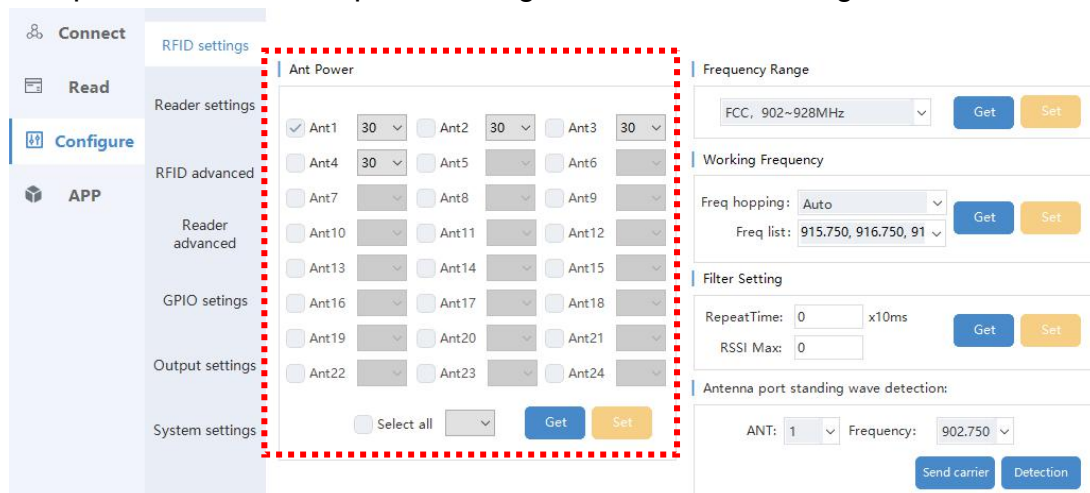 Connect
Read
Configure
APP
RFID settings
Reader settings
RFID advanced
Reader
advanced
GPIO setings
Output settings
System settings
Ant Power
Ant1 30 Ant2 30 Ant3 30
Ant4 30 Ant5 Ant6
Ant7 Ant8 Ant9
Ant10 Ant11 Ant12
Ant13 Ant14 Ant15
Ant16 Ant17 Ant18
Ant19 Ant20 Ant21
Ant22 Ant23 Ant24
Select all Get Set
Frequency Range
FCC, 902~928MHz Get Set
Working Frequency
Freq hopping: Auto
Freq list: 915.750, 916.750, 91
Get Set
Filter Setting
RepeatTime: 0 x10ms
RSSI Max: 0
Get Set
Antenna port standing wave detection:
ANT: 1 Frequency: 902.750
Send carrier Detection